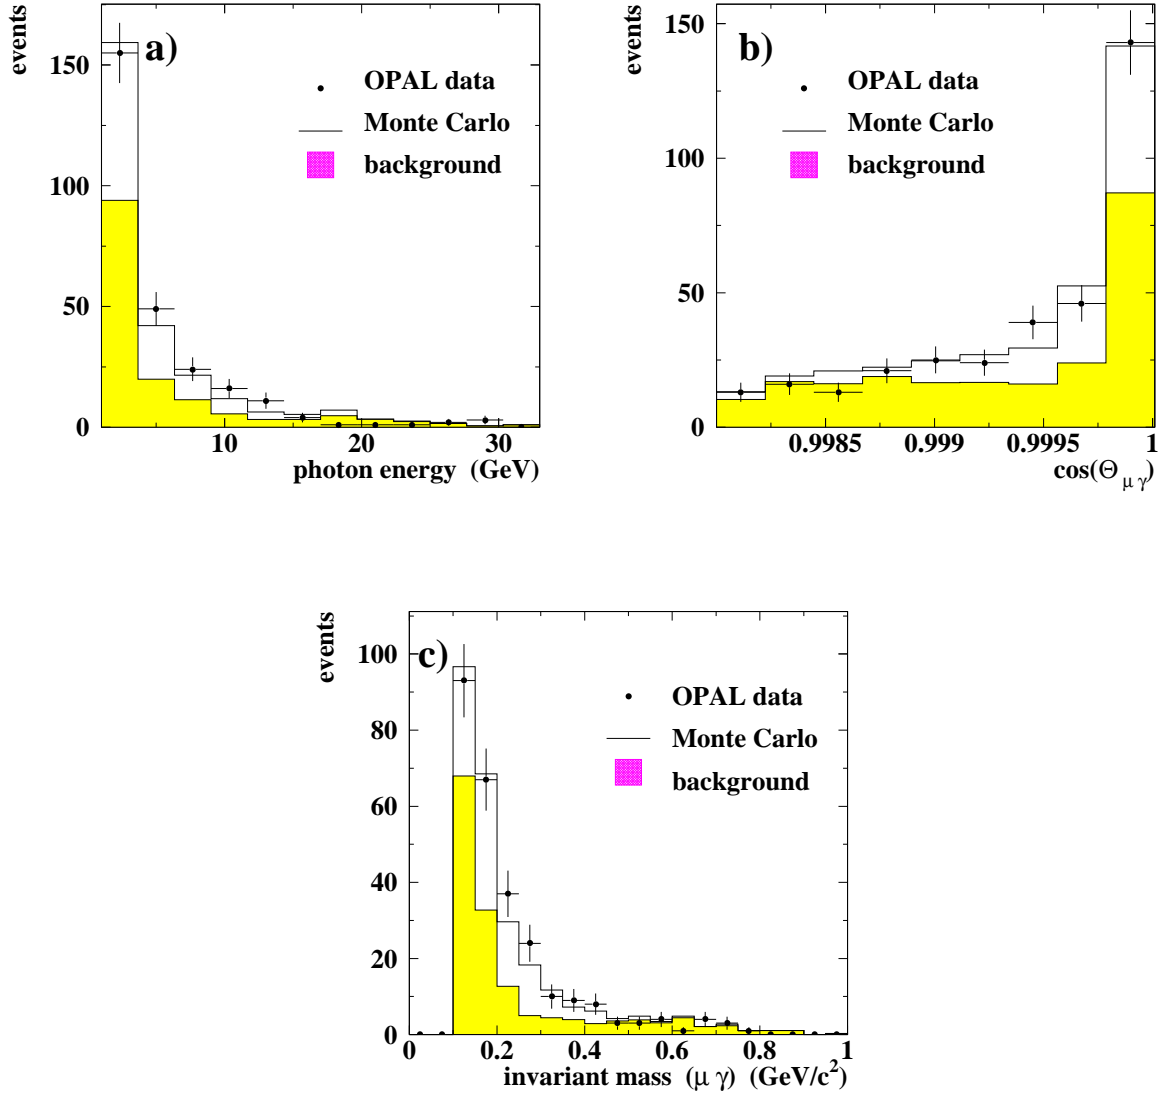 events
a)
OPAL data
Monte Carlo
background
150
100
50
0
10
20
30
photon energy (GeV)
events
b)
OPAL data
Monte Carlo
background
150
100
50
0
0.9985
0.999
0.9995
1
cos(Θμγ)
events
c)
OPAL data
Monte Carlo
background
100
80
60
40
20
0
0
0.2
0.4
0.6
0.8
1
invariant mass (μ γ) (GeV/c²)